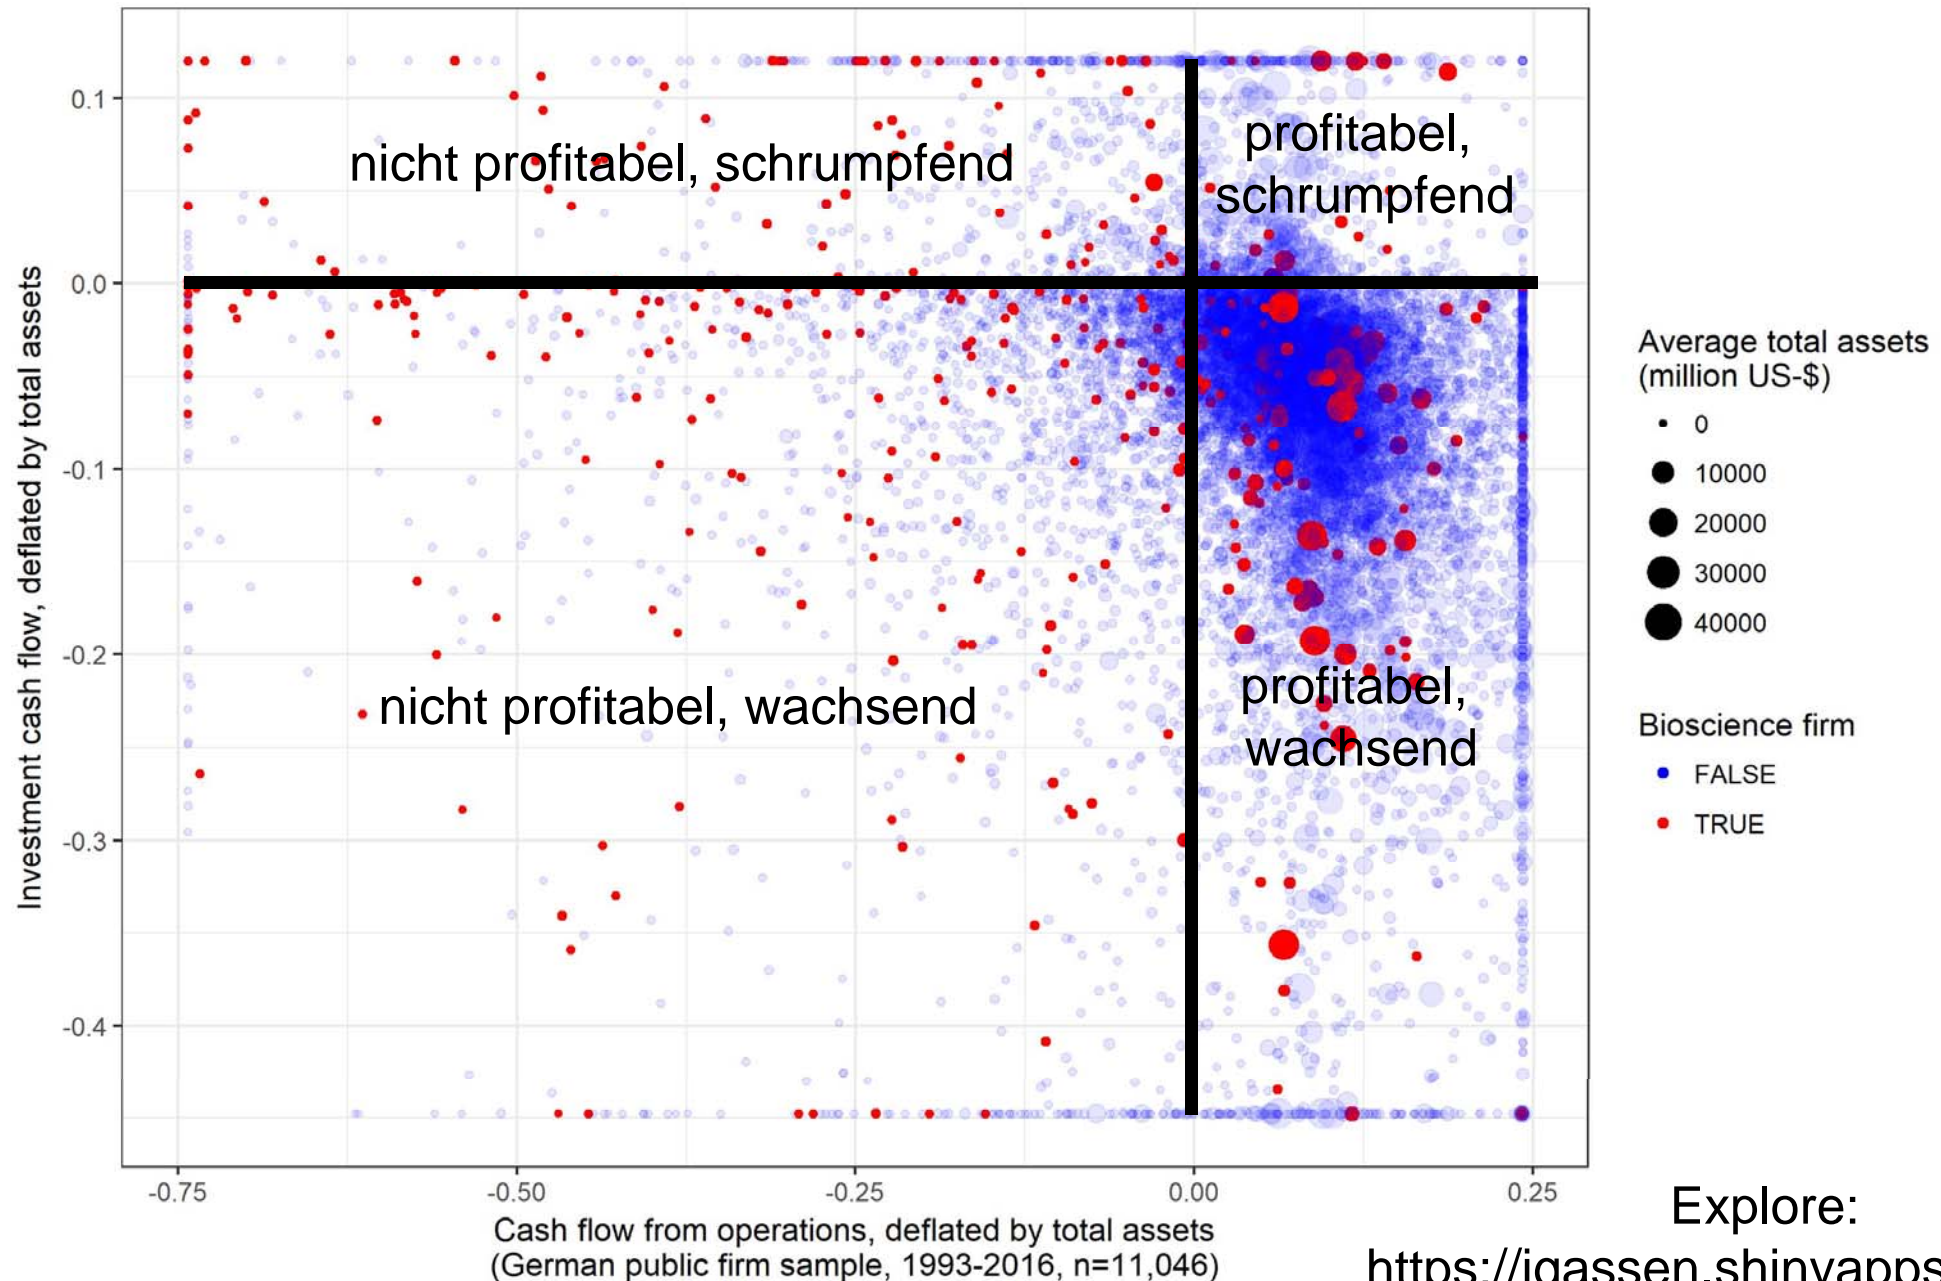 nicht profitabel, schrumpfend
profitabel,
schrumpfend
nicht profitabel, wachsend
profitabel,
wachsend
Investment cash flow, deflated by total assets
0.1
0.0
-0.1
-0.2
-0.3
-0.4
-0.75
-0.50
-0.25
0.00
0.25
Cash flow from operations, deflated by total assets
(German public firm sample, 1993-2016, n=11,046)
Average total assets
(million US-$)
0
10000
20000
30000
40000
Bioscience firm
FALSE
TRUE
Explore:
https://jgassen.shinyapps